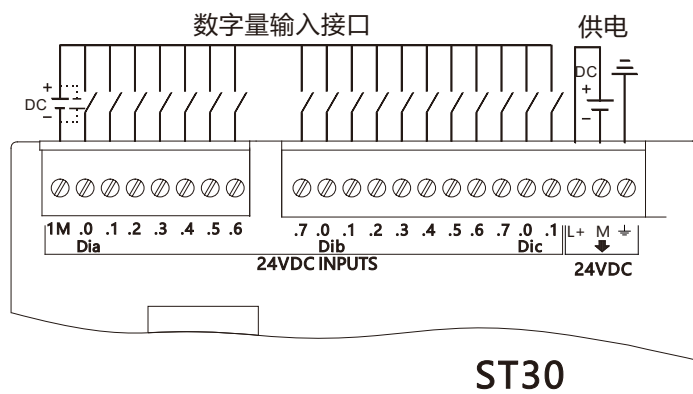 数字量输入接口 供电
+ DC −
DC + −
1M .0 .1 .2 .3 .4 .5 .6 .7 .0 .1 .2 .3 .4 .5 .6 .7 .0 .1 L+ M
Dia Dib Dic
24VDC INPUTS 24VDC
ST30